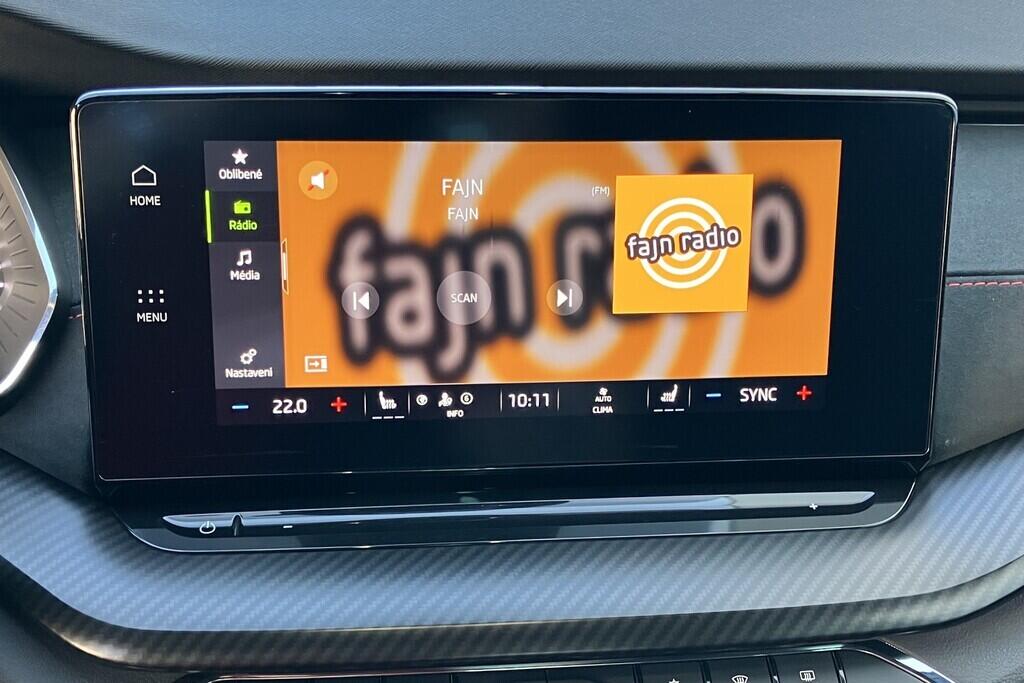 HOME
MENU
Oblíbené
Rádio
Média
Nastavení
FAJN
FAJN
(FM)
SCAN
fajn radio
fajn radio
22.0
INFO
10:11
AUTO
CLIMA
SYNC